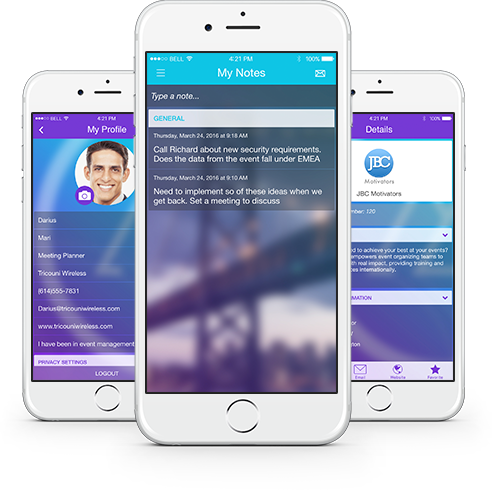 BELL
4:21 PM
My Profile
Darius
Mari
Meeting Planner
Tricouni Wireless
(614)555-7831
Darius@tricouniwireless.com
www.tricouniwireless.com
I have been in event management
PRIVACY SETTINGS
LOGOUT
BELL
4:21 PM
100%
My Notes
Type a note...
GENERAL
Thursday, March 24, 2016 at 9:18 AM
Call Richard about new security requirements.
Does the data from the event fall under EMEA
Thursday, March 24, 2016 at 9:10 AM
Need to implement so of these ideas when we
get back. Set a meeting to discuss
4:21 PM
100%
Details
JBC
Motivators
JBC Motivators
mber: 120
d to achieve your best at your events?
empowers event organizing teams to
ith real impact, providing training and
ces internationally.
MATION
Email
Website
Favorite